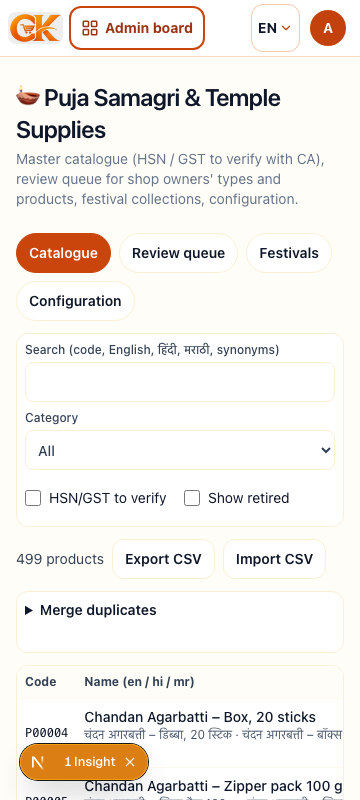 GK
Admin board
EN
A
Puja Samagri & Temple
Supplies
Master catalogue (HSN / GST to verify with CA),
review queue for shop owners' types and
products, festival collections, configuration.
Catalogue
Review queue
Festivals
Configuration
Search (code, English, हिंदी, मराठी, synonyms)
Category
All
HSN/GST to verify
Show retired
499 products
Export CSV
Import CSV
Merge duplicates
Code
Name (en / hi / mr)
Chandan Agarbatti – Box, 20 sticks
P00004
चंदन अगरबत्ती – डिब्बा, 20 स्टिक · चंदन अगरबत्ती – बॉक्स
N
1 Insight
Chandan Agarbatti – Zipper pack 100 g